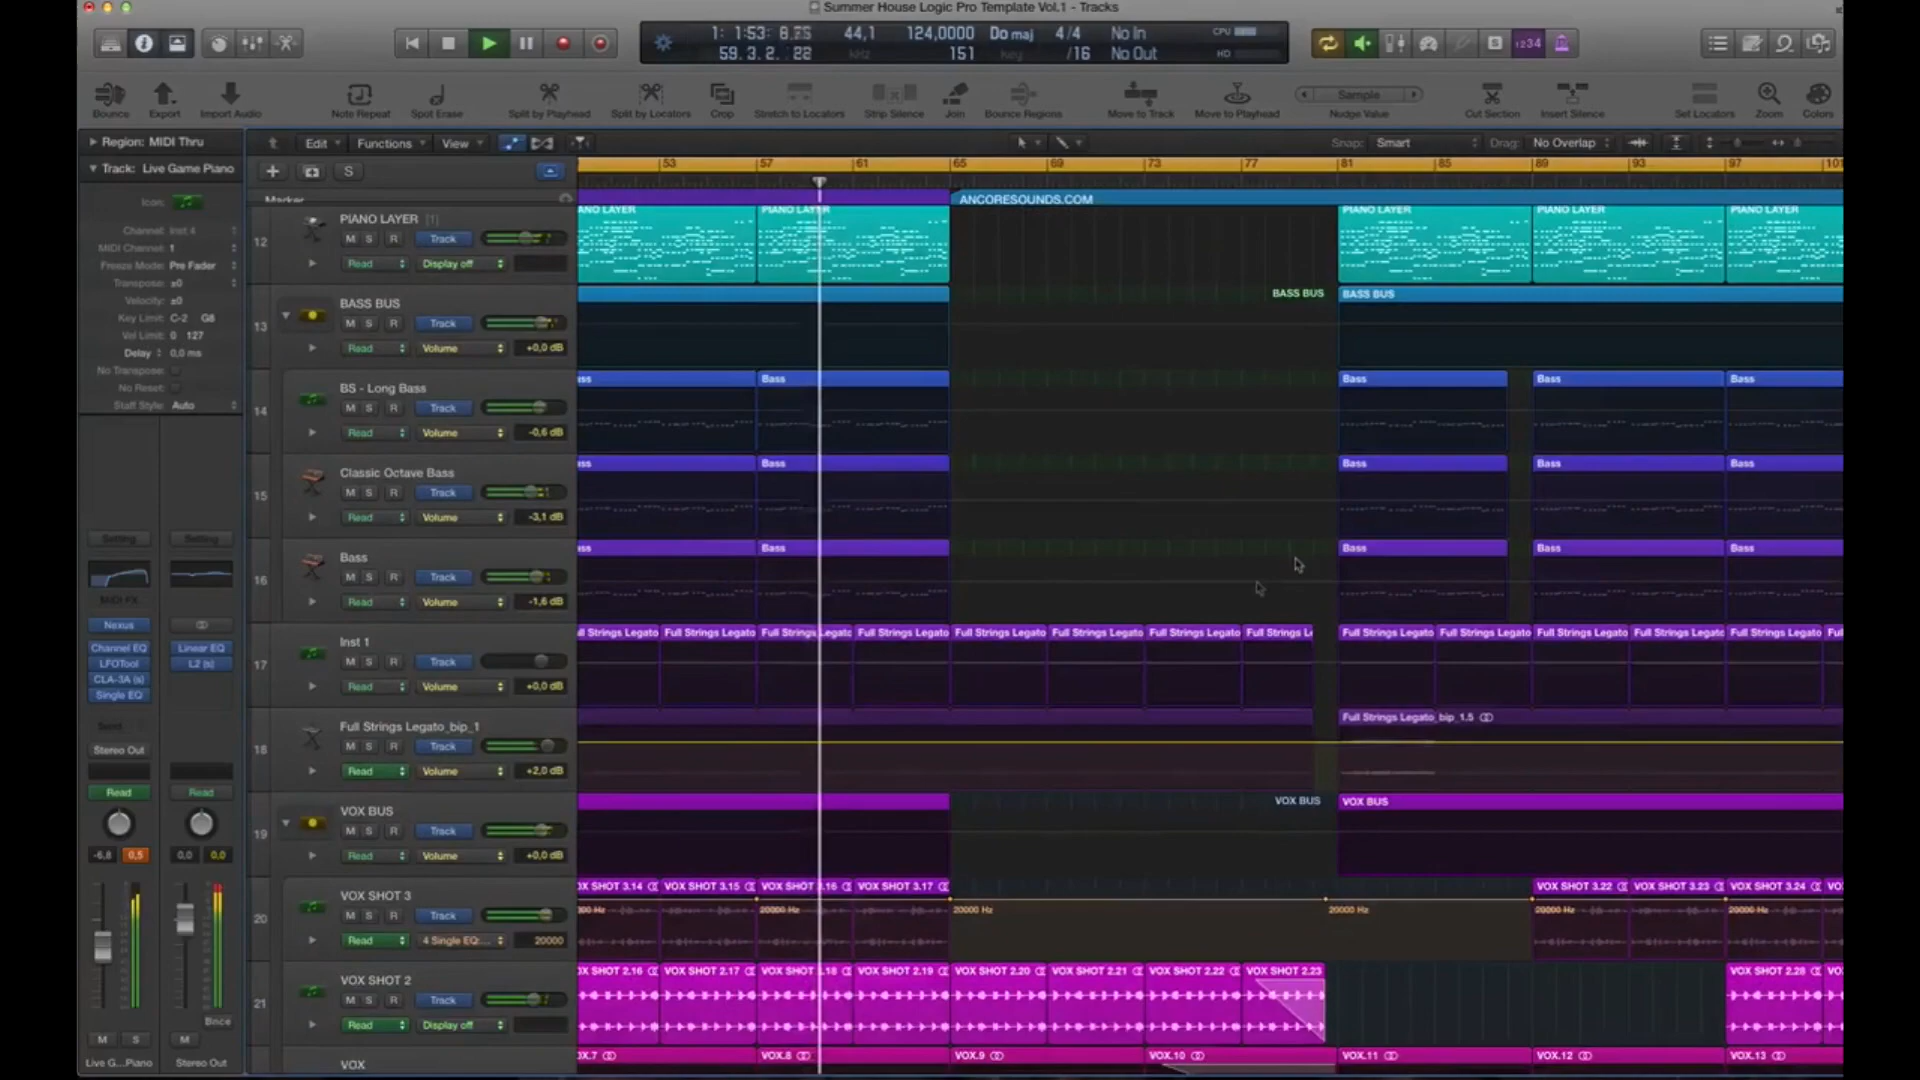 Summer House Logic Pro Template Vol.1 - Tracks
1: 1:53: 8.75 44,1 124,0000 Do maj 4/4 No In CPU
59. 3. 2. 22 kHz 151 key /16 No Out HD
1234
Bounce Export Import Audio Note Repeat Spot Erase Split by Playhead Split by Locators Crop Stretch to Locators Strip Silence Join Bounce Regions Move to Track Move to Playhead Sample Nudge Value Cut Section Insert Silence Set Locators Zoom Colors
Region: MIDI Thru Edit Functions View Snap: Smart Drag: No Overlap
Track: Live Game Piano S 53 57 61 65 69 73 77 81 85 89 93 97 101
Marker ANCORESOUNDS.COM
Icon:
Channel: Inst 4
MIDI Channel: 1
Freeze Mode: Pre Fader
Transpose: ±0
Velocity: ±0
Key Limit: C-2 G8
Vel Limit: 0 127
Delay 0,0 ms
No Transpose:
No Reset:
Staff Style: Auto
Setting Setting
MIDI FX
Nexus
Channel EQ Linear EQ
LFOTool L2 (s)
CLA-3A (s)
Single EQ
Send
Stereo Out
Read Read
-6,8 0,5 0,0 0,0
Bnce
M S M
Live G...Piano Stereo Out
12 PIANO LAYER [1]
M S R Track
Read Display off
ANO LAYER PIANO LAYER PIANO LAYER PIANO LAYER PIANO LAYER
13 BASS BUS
M S R Track
Read Volume +0,0 dB
BASS BUS BASS BUS
14 BS - Long Bass
M S R Track
Read Volume -0,6 dB
ass Bass Bass Bass Bass
15 Classic Octave Bass
M S R Track
Read Volume -3,1 dB
ass Bass Bass Bass Bass
16 Bass
M S R Track
Read Volume -1,6 dB
ass Bass Bass Bass Bass
17 Inst 1
M S R Track
Read Volume +0,0 dB
ll Strings Legato Full Strings Legato Full Strings Legato Full Strings Legato Full Strings Legato Full Strings Legato Full Strings Legato Full Strings L Full Strings Legato Full Strings Legato Full Strings Legato Full Strings Legato Full Strings Legato Ful
18 Full Strings Legato_bip_1
M S R Track
Read Volume +2,0 dB
Full Strings Legato_bip_1.5
19 VOX BUS
M S R Track
Read Volume +0,0 dB
VOX BUS VOX BUS
20 VOX SHOT 3
M S R Track
Read 4 Single EQ:... 20000
OX SHOT 3.14 VOX SHOT 3.15 VOX SHOT 3.16 VOX SHOT 3.17 VOX SHOT 3.22 VOX SHOT 3.23 VOX SHOT 3.24 VO
000 Hz 20000 Hz 20000 Hz 20000 Hz 20000 Hz 20000 Hz
21 VOX SHOT 2
M S R Track
Read Display off
OX SHOT 2.16 VOX SHOT 2.17 VOX SHOT 2.18 VOX SHOT 2.19 VOX SHOT 2.20 VOX SHOT 2.21 VOX SHOT 2.22 VOX SHOT 2.23 VOX SHOT 2.28 VO
VOX
OX.7 VOX.8 VOX.9 VOX.10 VOX.11 VOX.12 VOX.13